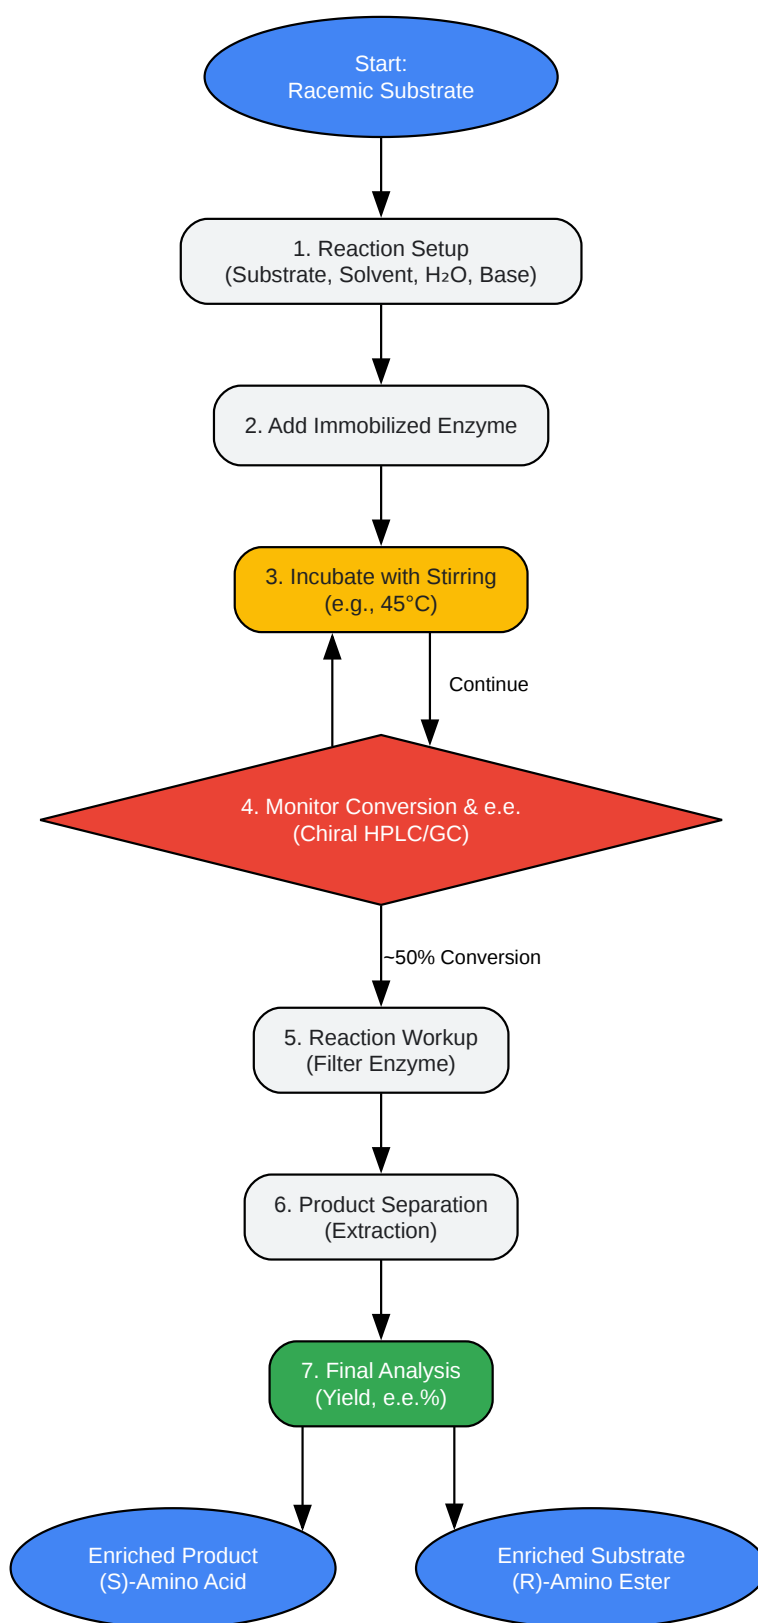 Start:
Racemic Substrate
1. Reaction Setup
(Substrate, Solvent, H₂O, Base)
2. Add Immobilized Enzyme
3. Incubate with Stirring
(e.g., 45°C)
Continue
4. Monitor Conversion & e.e.
(Chiral HPLC/GC)
~50% Conversion
5. Reaction Workup
(Filter Enzyme)
6. Product Separation
(Extraction)
7. Final Analysis
(Yield, e.e.%)
Enriched Product
(S)-Amino Acid
Enriched Substrate
(R)-Amino Ester